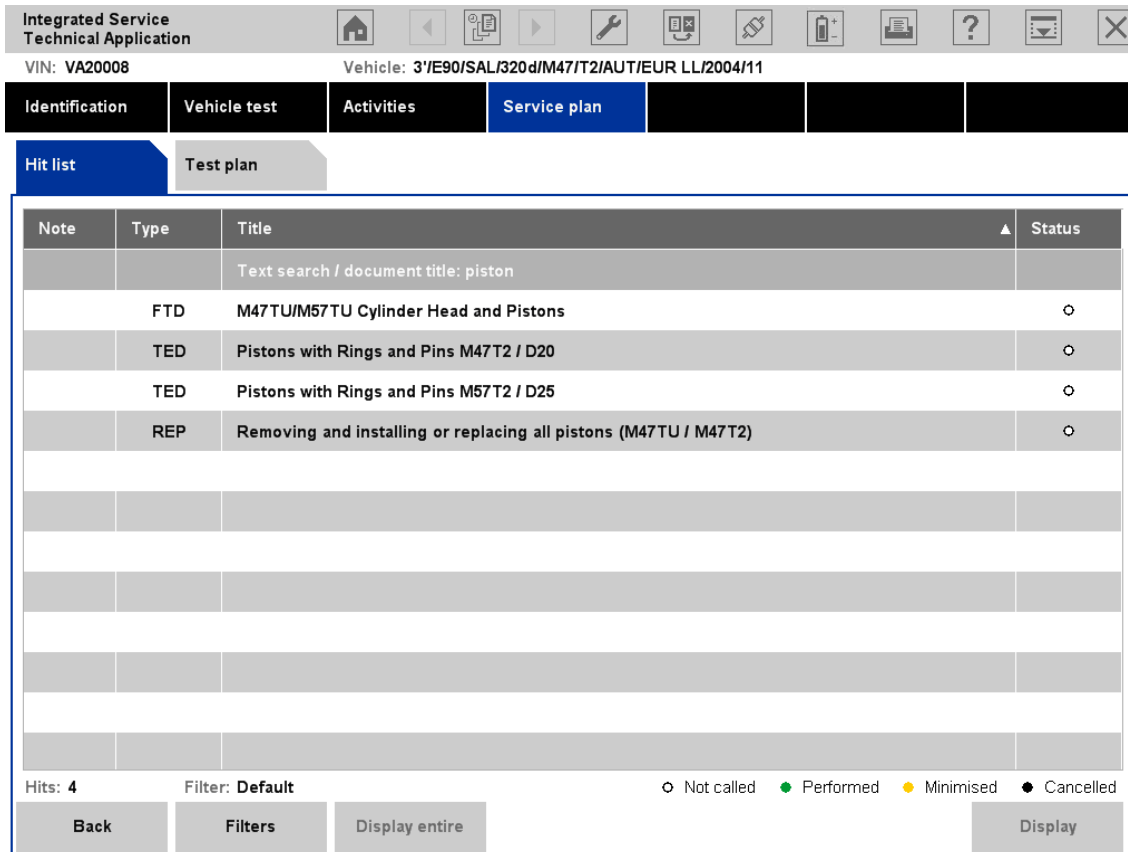 Integrated Service
Technical Application
VIN: VA20008 Vehicle: 3'/E90/SAL/320d/M47/T2/AUT/EUR LL/2004/11
Identification Vehicle test Activities Service plan
Hit list Test plan
Note Type Title ▲ Status
Text search / document title: piston
FTD M47TU/M57TU Cylinder Head and Pistons
TED Pistons with Rings and Pins M47T2 / D20
TED Pistons with Rings and Pins M57T2 / D25
REP Removing and installing or replacing all pistons (M47TU / M47T2)
Hits: 4 Filter: Default Not called Performed Minimised Cancelled
Back Filters Display entire Display